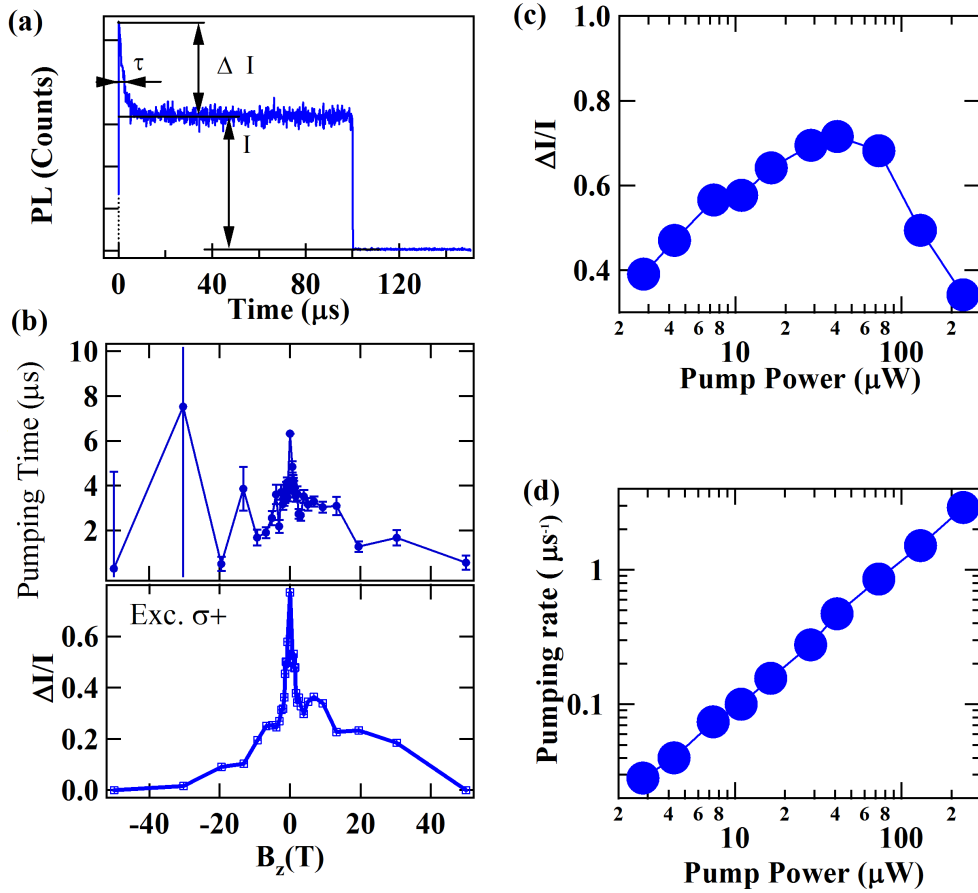 (a)
PL (Counts)
τ
Δ I
I
0 40 80 120
Time (μs)
(b)
Pumping Time (μs)
10
8
6
4
2
Exc. σ+
ΔI/I
0.6
0.4
0.2
0.0
-40 -20 0 20 40
B_z(T)
(c)
ΔI/I
1.0
0.8
0.6
0.4
2 4 6 8 10 2 4 6 8 100 2
Pump Power (μW)
(d)
Pumping rate ( μs⁻¹)
1
0.1
2 4 6 8 10 2 4 6 8 100 2
Pump Power (μW)